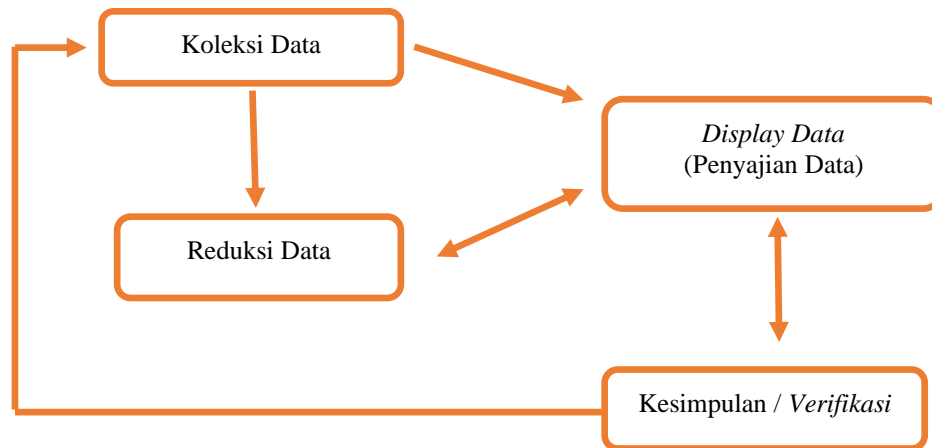 Koleksi Data
Display Data
(Penyajian Data)
Reduksi Data
Kesimpulan / Verifikasi